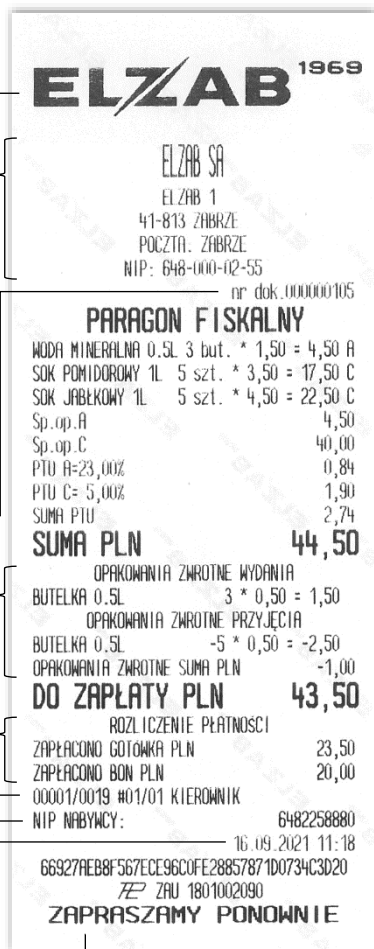 ELZAB 1969
ELZAB SA
ELZAB 1
41-813 ZABRZE
POCZTA. ZABRZE
NIP: 648-000-02-55
nr dok.000000105
PARAGON FISKALNY
WODA MINERALNA 0.5L 3 but. * 1,50 = 4,50 A
SOK POMIDOROWY 1L 5 szt. * 3,50 = 17,50 C
SOK JABŁKOWY 1L 5 szt. * 4,50 = 22,50 C
Sp.op.A 4,50
Sp.op.C 40,00
PTU A=23,00% 0,84
PTU C= 5,00% 1,90
SUMA PTU 2,74
SUMA PLN 44,50
OPAKOWANIA ZWROTNE WYDANIA
BUTELKA 0.5L 3 * 0,50 = 1,50
OPAKOWANIA ZWROTNE PRZYJĘCIA
BUTELKA 0.5L -5 * 0,50 = -2,50
OPAKOWANIA ZWROTNE SUMA PLN -1,00
DO ZAPŁATY PLN 43,50
ROZLICZENIE PŁATNOŚCI
ZAPŁACONO GOTÓWKA PLN 23,50
ZAPŁACONO BON PLN 20,00
00001/0019 #01/01 KIEROWNIK
NIP NABYWCY: 6482258880
16.09.2021 11:18
66927AEB8F567ECE96C0FE28857871D0734C3D20
ZAU 1801002090
ZAPRASZAMY PONOWNIE